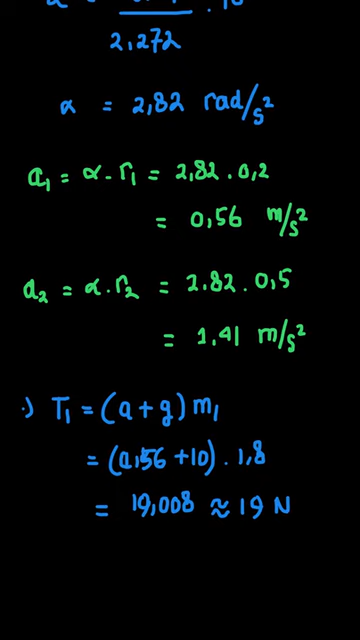 2,272
α = 2,82 rad/s²
a₁ = α . r₁ = 2,82 . 0,2
= 0,56 m/s²
a₂ = α . r₂ = 2,82 . 0,5
= 1,41 m/s²
.) T₁ = (a + g) m₁
= (0,56 + 10) . 1,8
= 19,008 ≈ 19 N